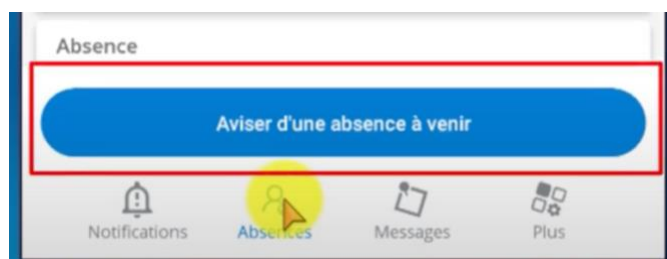 Absence
Aviser d'une absence à venir
Notifications Absences Messages Plus